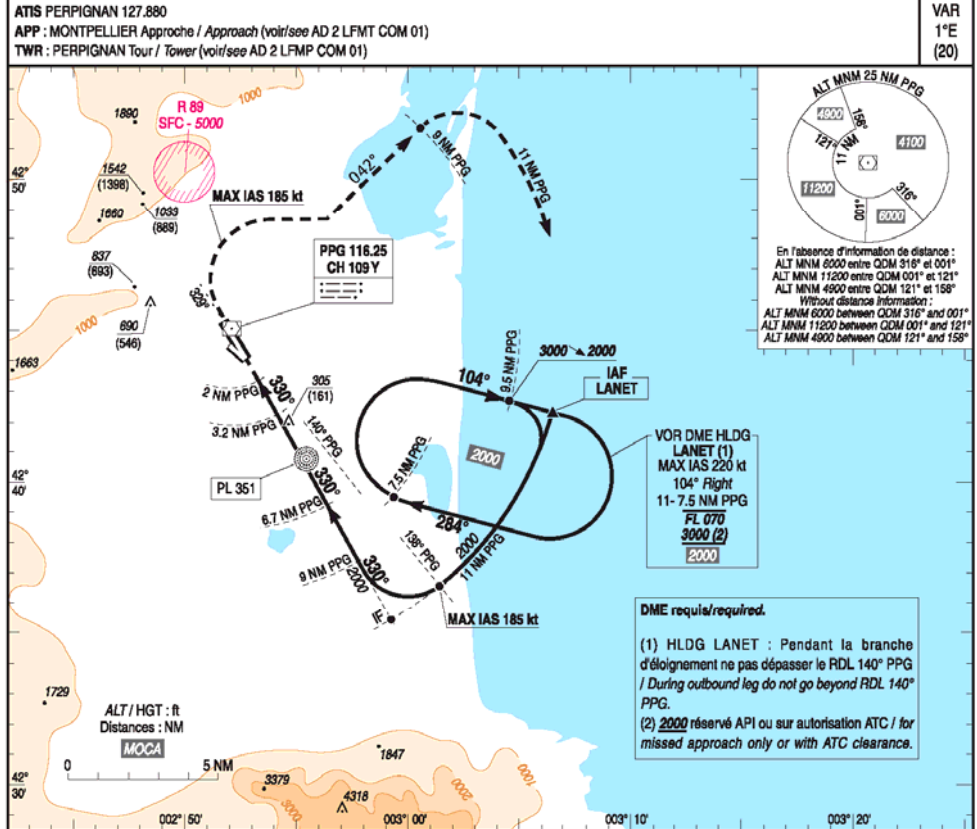 ATIS PERPIGNAN 127.880
APP : MONTPELLIER Approche / Approach (voir/see AD 2 LFMT COM 01)
TWR : PERPIGNAN Tour / Tower (voir/see AD 2 LFMP COM 01)
VAR
1°E
(20)
1890
R 89
SFC - 5000
1000
42°
50'
1542
(1398)
1660
1033
(889)
MAX IAS 185 kt
042°
9 NM PPG
11 NM PPG
ALT MNM 25 NM PPG
4900
158°
4100
121°
11 NM
11200
001°
316°
6000
En l'absence d'information de distance :
ALT MNM 6000 entre QDM 316° et 001°
ALT MNM 11200 entre QDM 001° et 121°
ALT MNM 4900 entre QDM 121° et 158°
Without distance information :
ALT MNM 6000 between QDM 316° and 001°
ALT MNM 11200 between QDM 001° and 121°
ALT MNM 4900 between QDM 121° and 158°
837
(693)
PPG 116.25
CH 109 Y
329°
690
(546)
1000
1663
2 NM PPG
330°
305
(161)
3.2 NM PPG
140° PPG
104°
9.5 NM PPG
3000 2000
IAF
LANET
2000
VOR DME HLDG
LANET (1)
MAX IAS 220 kt
104° Right
11- 7.5 NM PPG
FL 070
3000 (2)
2000
42°
40'
PL 351
330°
7.5 NM PPG
6.7 NM PPG
284°
138° PPG
2000
11 NM PPG
9 NM PPG
2000
330°
IF
MAX IAS 185 kt
DME requis/required.
(1) HLDG LANET : Pendant la branche
d'éloignement ne pas dépasser le RDL 140° PPG
/ During outbound leg do not go beyond RDL 140°
PPG.
(2) 2000 réservé API ou sur autorisation ATC / for
missed approach only or with ATC clearance.
1729
ALT / HGT : ft
Distances : NM
MOCA
0 5 NM
1847
3379
4318
3000
2000
1000
42°
30'
002° 50'
003° 00'
003° 10'
003° 20'